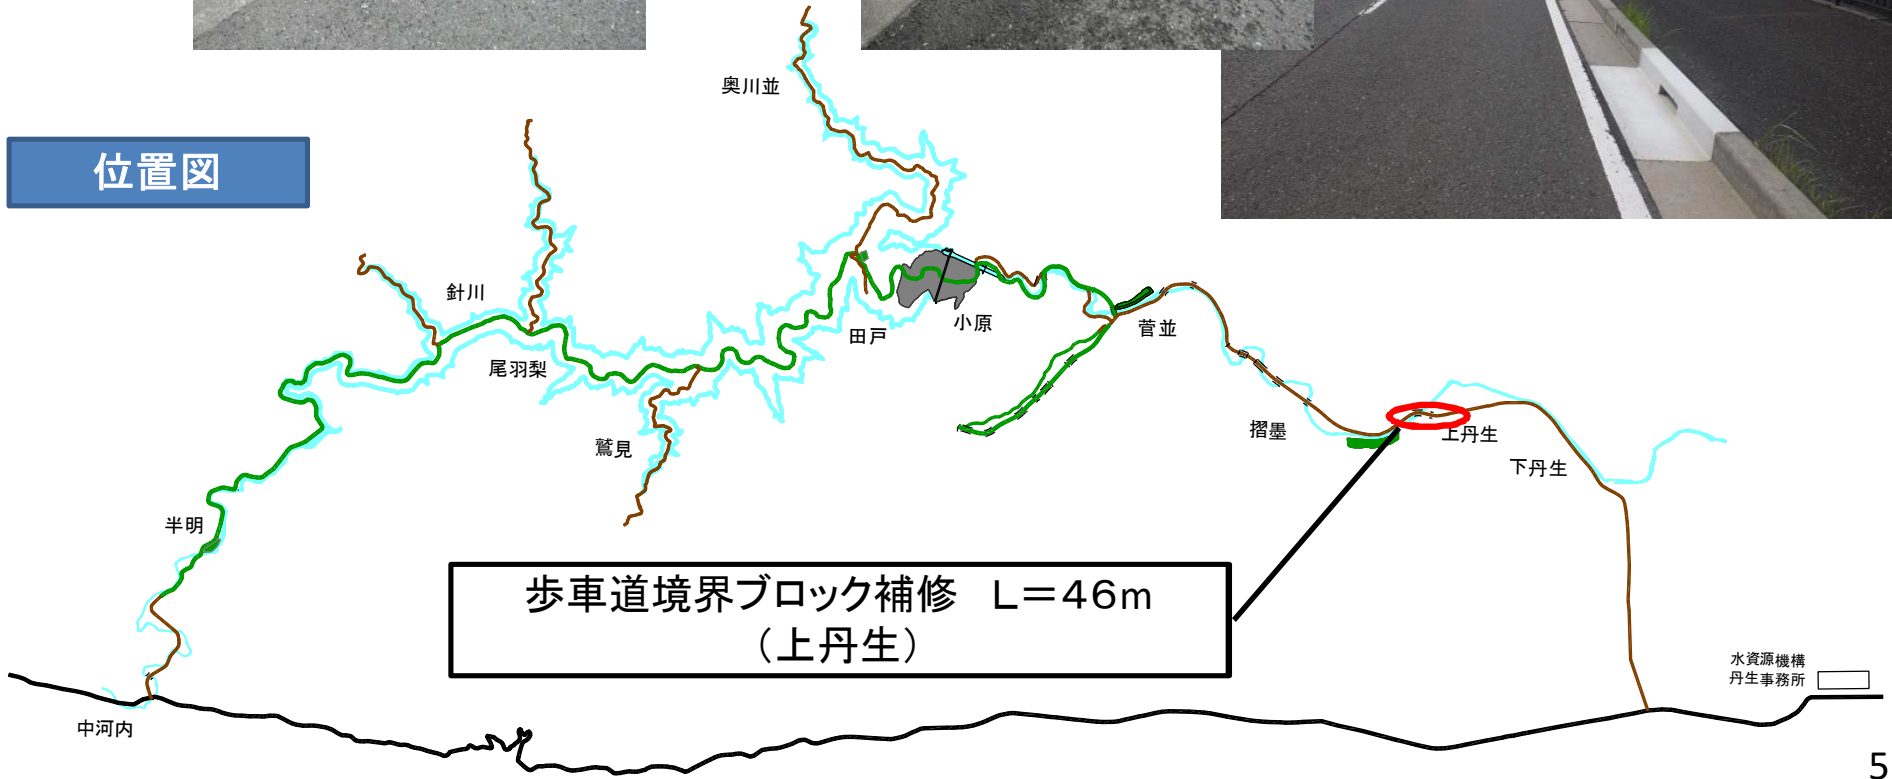 位置図
奥川並
針川
尾羽梨
田戸
小原
菅並
鷲見
摺墨
上丹生
下丹生
半明
歩車道境界ブロック補修　L＝46m
（上丹生）
水資源機構
丹生事務所
中河内
5